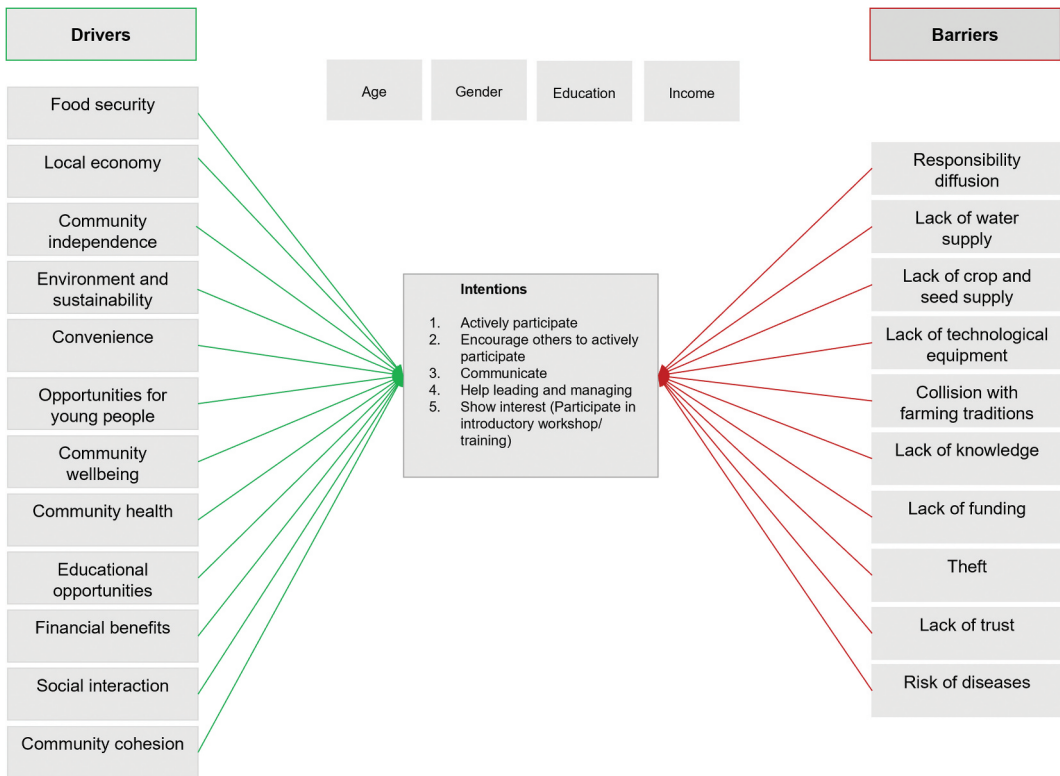 Drivers
Barriers
Age
Gender
Education
Income
Food security
Local economy
Community
independence
Environment and
sustainability
Convenience
Opportunities for
young people
Community
wellbeing
Community health
Educational
opportunities
Financial benefits
Social interaction
Community cohesion
Intentions
1. Actively participate
2. Encourage others to actively
participate
3. Communicate
4. Help leading and managing
5. Show interest (Participate in
introductory workshop/
training)
Responsibility
diffusion
Lack of water
supply
Lack of crop and
seed supply
Lack of technological
equipment
Collision with
farming traditions
Lack of knowledge
Lack of funding
Theft
Lack of trust
Risk of diseases